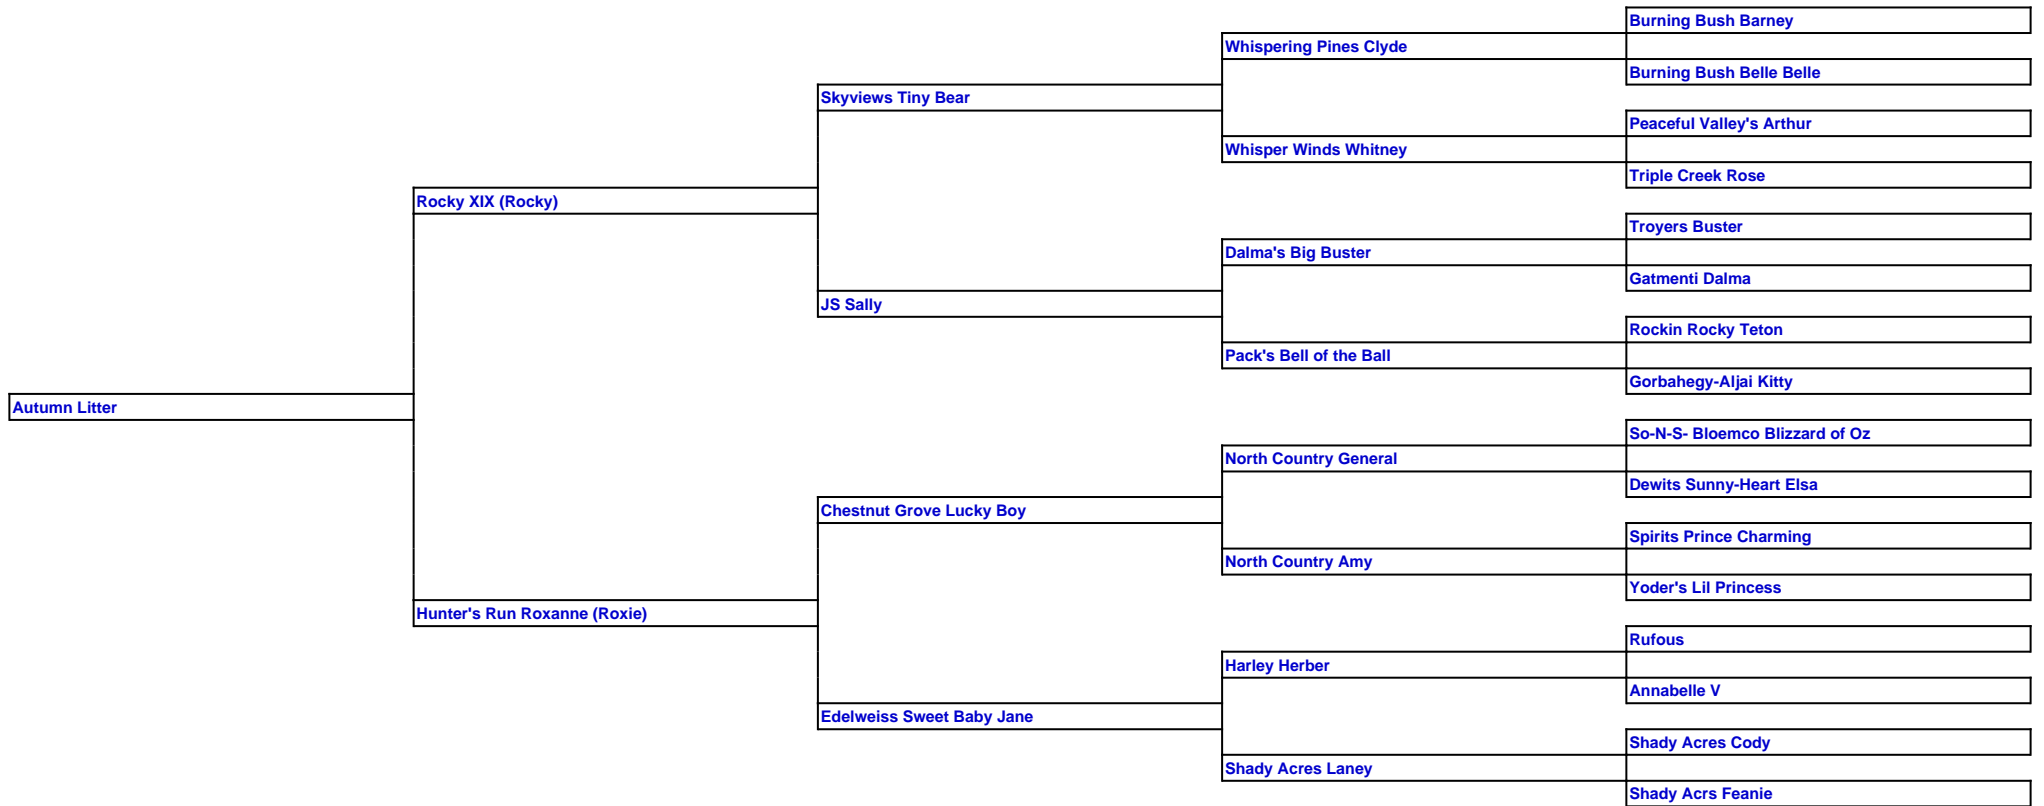 Burning Bush Barney
Whispering Pines Clyde
Burning Bush Belle Belle
Skyviews Tiny Bear
Peaceful Valley's Arthur
Whisper Winds Whitney
Triple Creek Rose
Rocky XIX (Rocky)
Troyers Buster
Dalma's Big Buster
Gatmenti Dalma
JS Sally
Rockin Rocky Teton
Pack's Bell of the Ball
Gorbahegy-Aljai Kitty
Autumn Litter
So-N-S- Bloemco Blizzard of Oz
North Country General
Dewits Sunny-Heart Elsa
Chestnut Grove Lucky Boy
Spirits Prince Charming
North Country Amy
Yoder's Lil Princess
Hunter's Run Roxanne (Roxie)
Rufous
Harley Herber
Annabelle V
Edelweiss Sweet Baby Jane
Shady Acres Cody
Shady Acres Laney
Shady Acrs Feanie